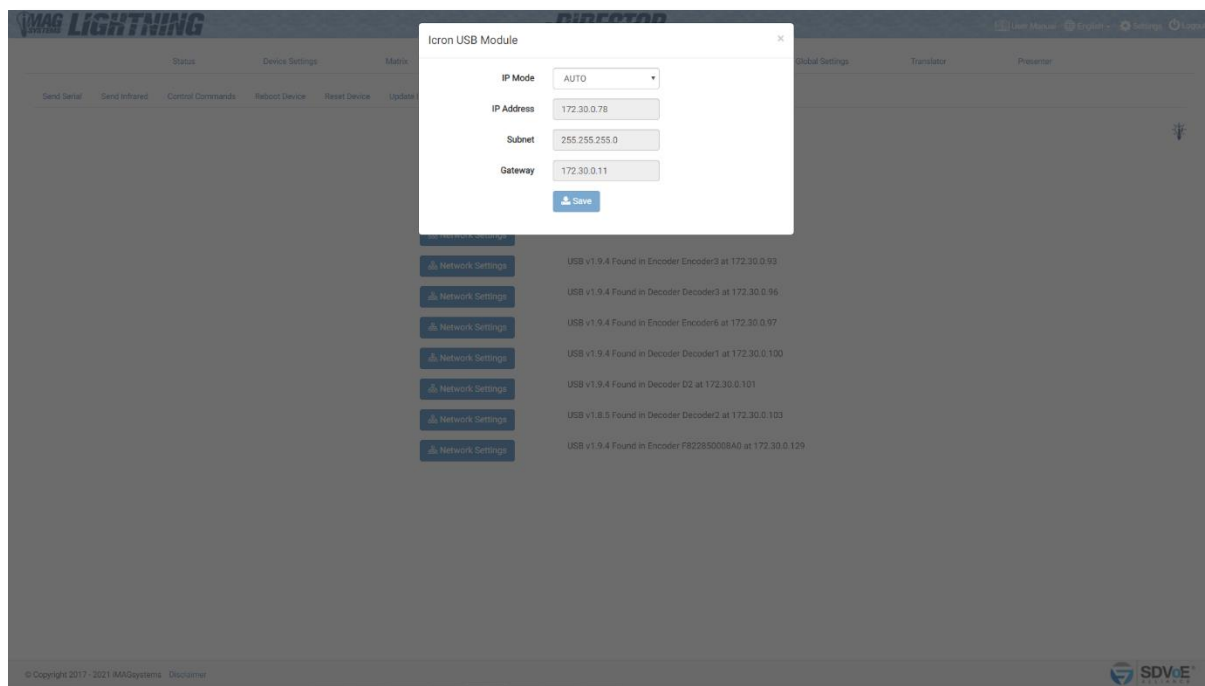 iMAG SYSTEMS LIGHTNING
DIRECTOR
User Manual English Settings Logout
Icron USB Module ×
Status Device Settings Matrix Global Settings Translator Presenter
Send Serial Send Infrared Control Commands Reboot Device Reset Device Update
IP Mode AUTO
IP Address 172.30.0.78
Subnet 255.255.255.0
Gateway 172.30.0.11
Save
Network Settings
Network Settings USB v1.9.4 Found in Encoder Encoder3 at 172.30.0.93
Network Settings USB v1.9.4 Found in Decoder Decoder3 at 172.30.0.96
Network Settings USB v1.9.4 Found in Encoder Encoder6 at 172.30.0.97
Network Settings USB v1.9.4 Found in Decoder Decoder1 at 172.30.0.100
Network Settings USB v1.9.4 Found in Decoder D2 at 172.30.0.101
Network Settings USB v1.8.5 Found in Decoder Decoder2 at 172.30.0.103
Network Settings USB v1.9.4 Found in Encoder F822850008A0 at 172.30.0.129
© Copyright 2017 - 2021 IMAGsystems Disclaimer
SDVoE
ALLIANCE